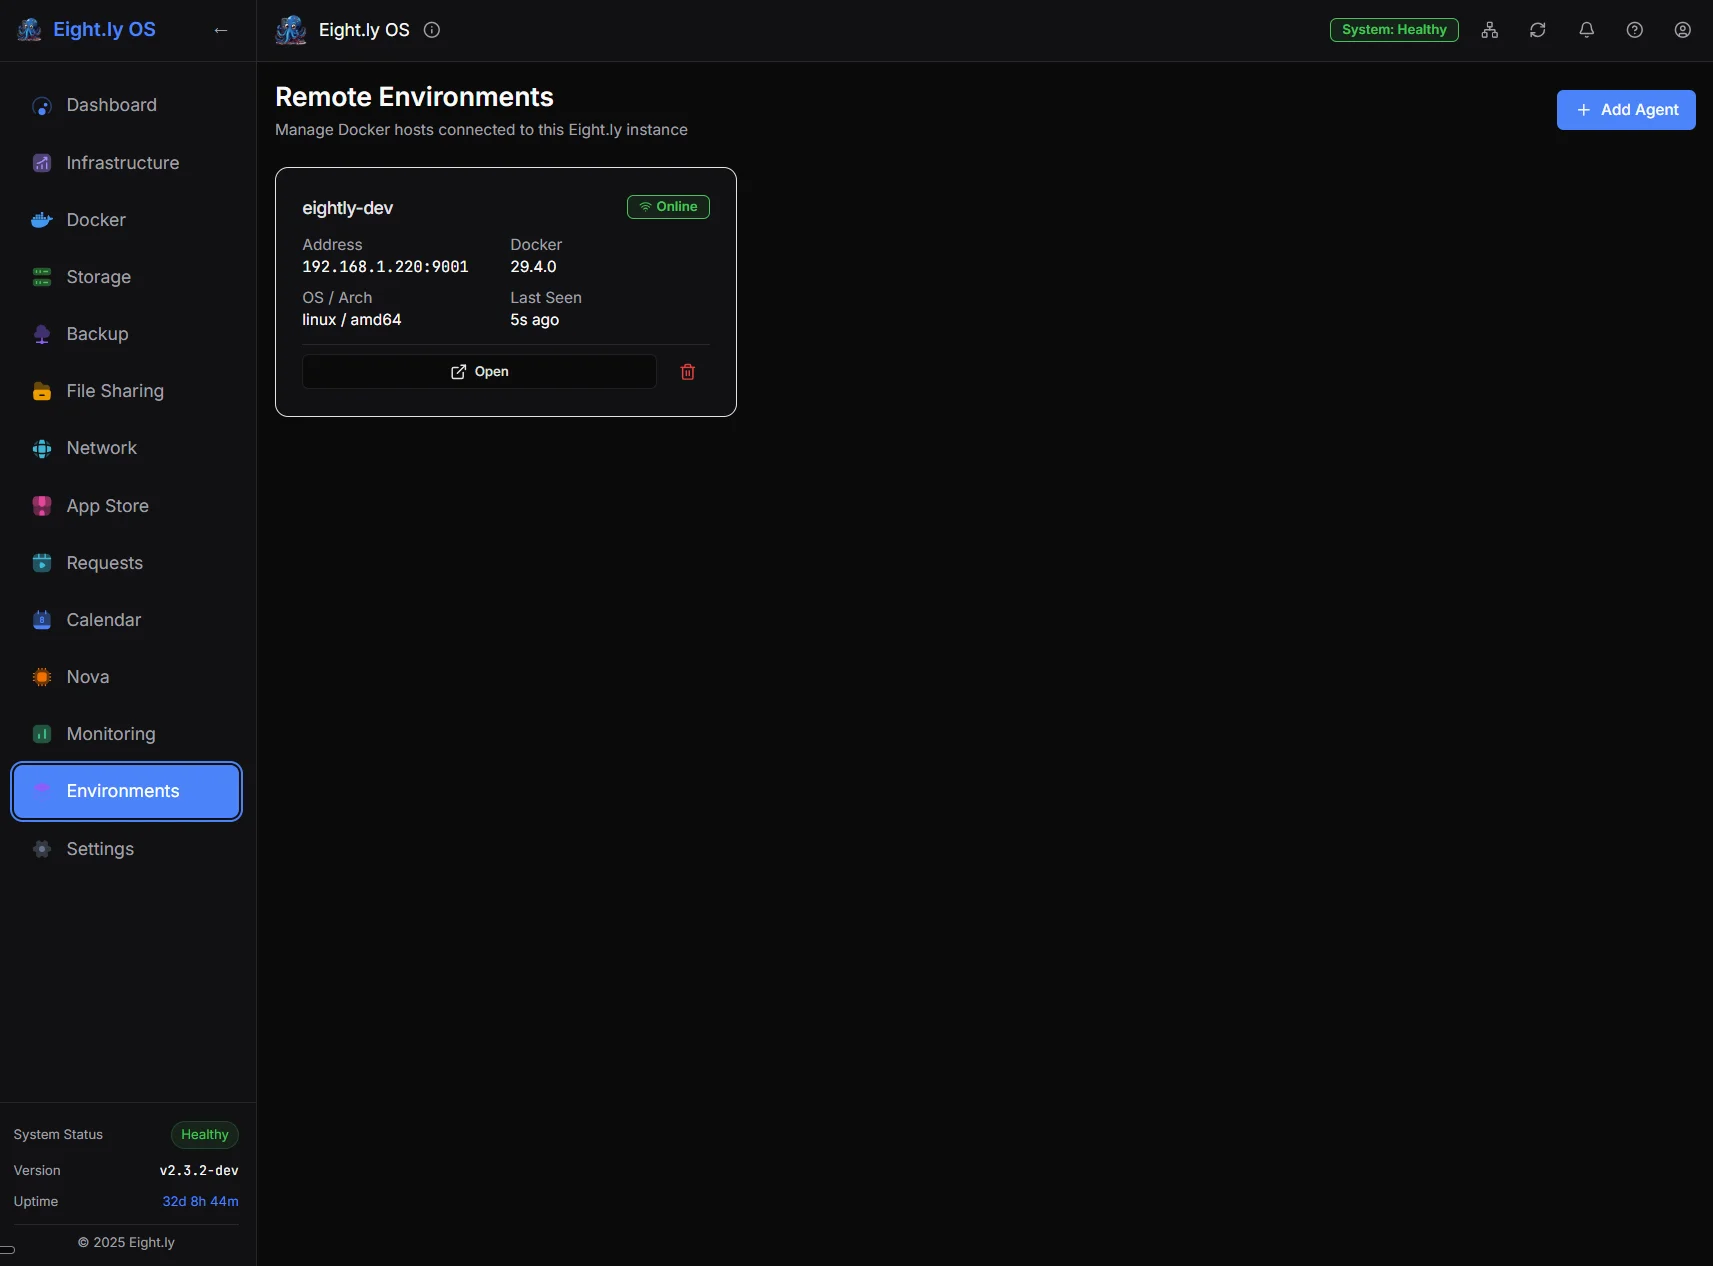 Eight.ly OS
←
Eight.ly OS
System: Healthy
Dashboard
Infrastructure
Docker
Storage
Backup
File Sharing
Network
App Store
Requests
8
Calendar
Nova
Monitoring
Environments
Settings
System Status
Healthy
Version
v2.3.2-dev
Uptime
32d 8h 44m
© 2025 Eight.ly
Remote Environments
Manage Docker hosts connected to this Eight.ly instance
+ Add Agent
eightly-dev
Online
Address
Docker
192.168.1.220:9001
29.4.0
OS / Arch
Last Seen
linux / amd64
5s ago
Open